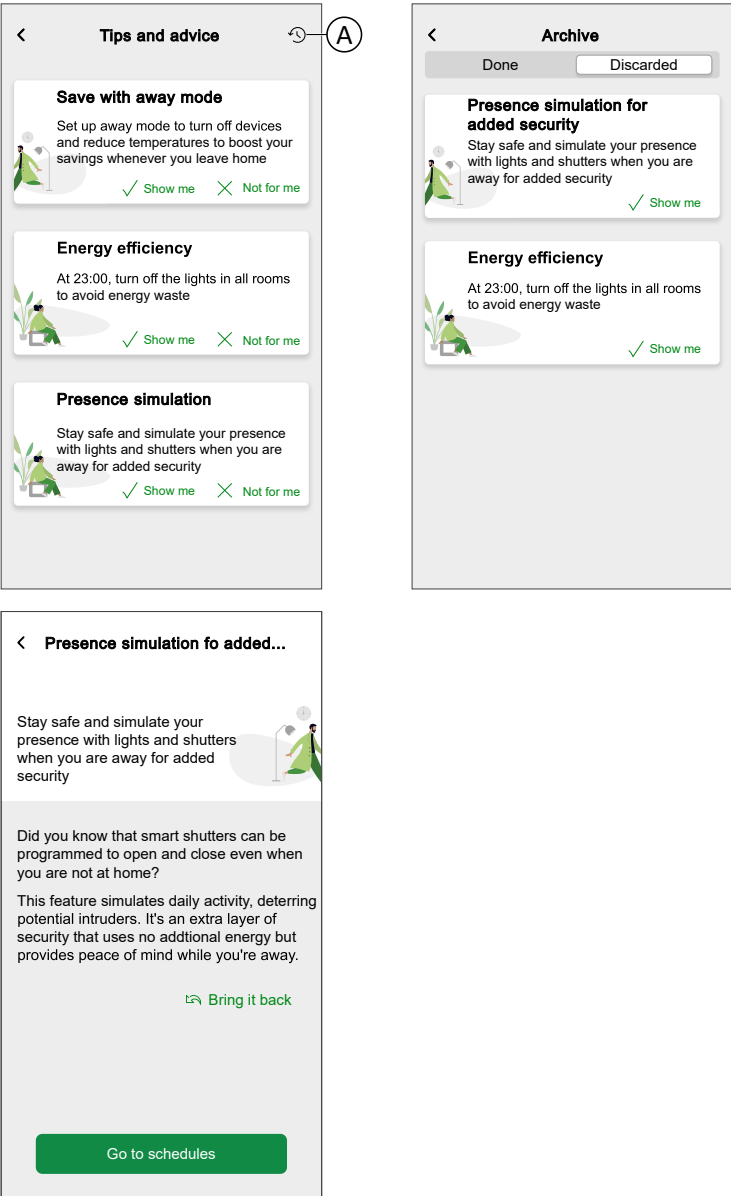 Tips and advice
A
Save with away mode
Set up away mode to turn off devices
and reduce temperatures to boost your
savings whenever you leave home
Show me Not for me
Energy efficiency
At 23:00, turn off the lights in all rooms
to avoid energy waste
Show me Not for me
Presence simulation
Stay safe and simulate your presence
with lights and shutters when you are
away for added security
Show me Not for me
Archive
Done Discarded
Presence simulation for
added security
Stay safe and simulate your presence
with lights and shutters when you are
away for added security
Show me
Energy efficiency
At 23:00, turn off the lights in all rooms
to avoid energy waste
Show me
Presence simulation fo added...
Stay safe and simulate your
presence with lights and shutters
when you are away for added
security
Did you know that smart shutters can be
programmed to open and close even when
you are not at home?
This feature simulates daily activity, deterring
potential intruders. It's an extra layer of
security that uses no addtional energy but
provides peace of mind while you're away.
Bring it back
Go to schedules